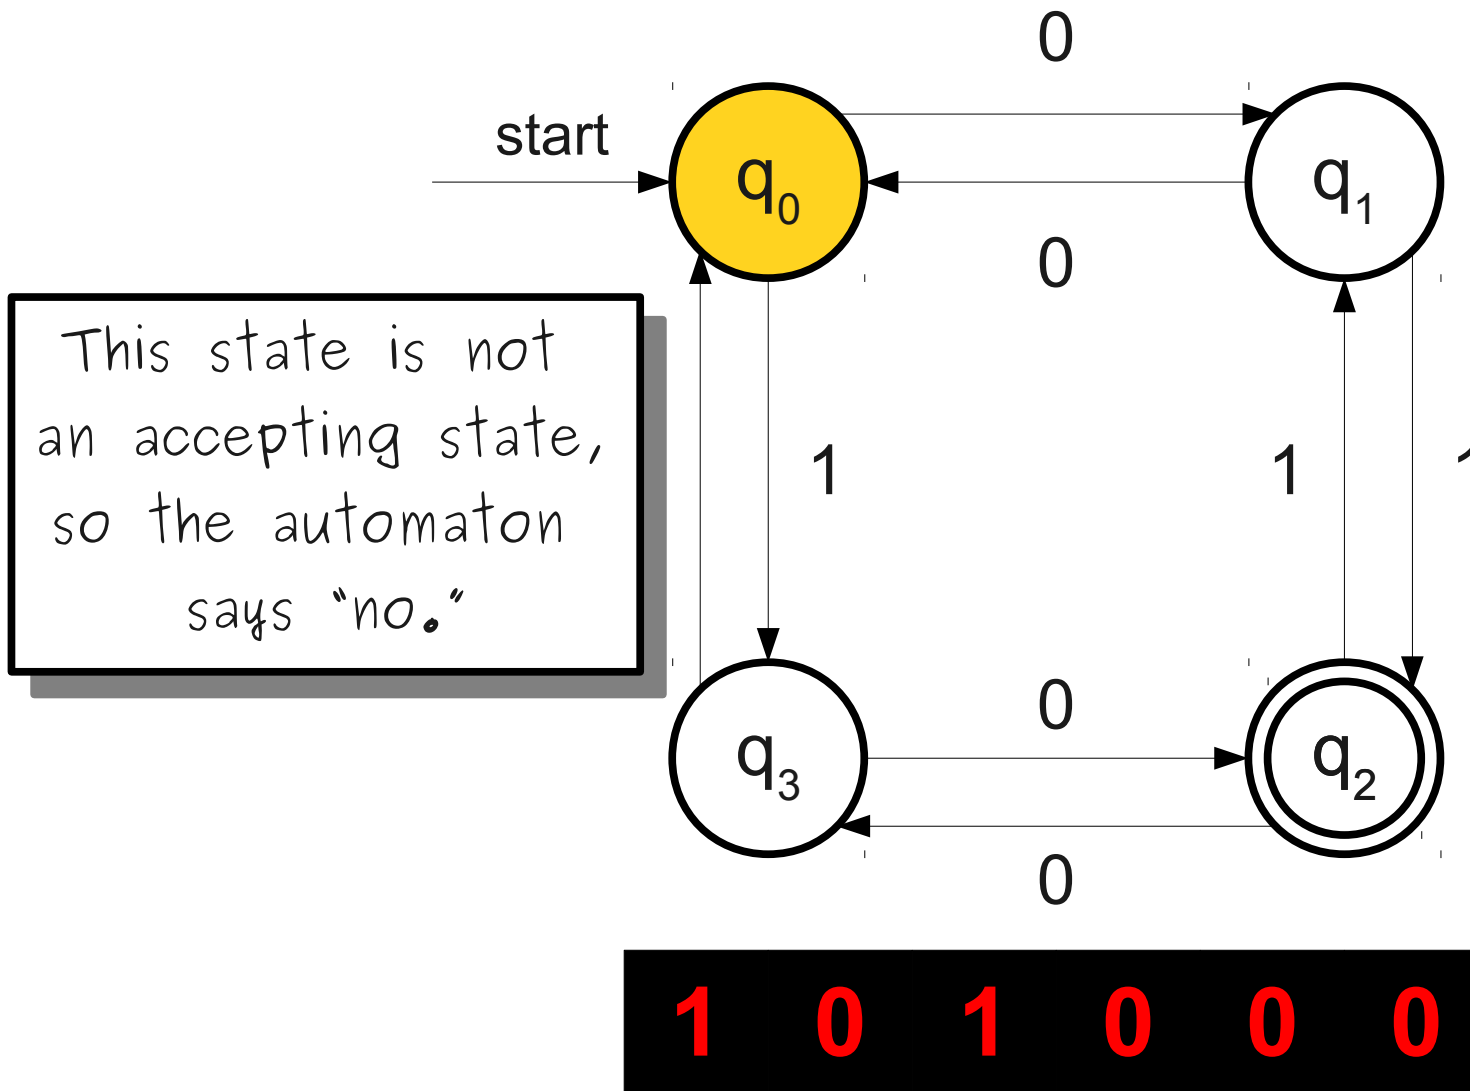 0
start
q0
q1
0
This state is not
an accepting state,
so the automaton
says "no."
1
1
0
q3
q2
0
1 0 1 0 0 0